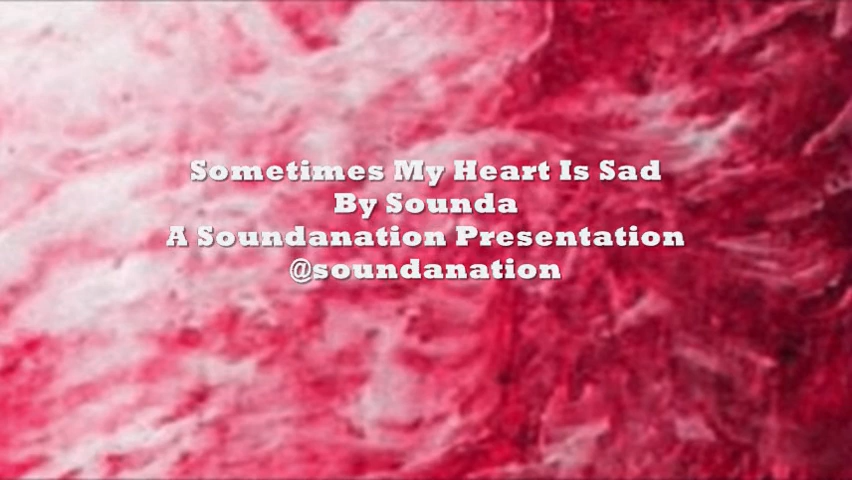 Sometimes My Heart Is Sad
By Sounda
A Soundanation Presentation
@soundanation